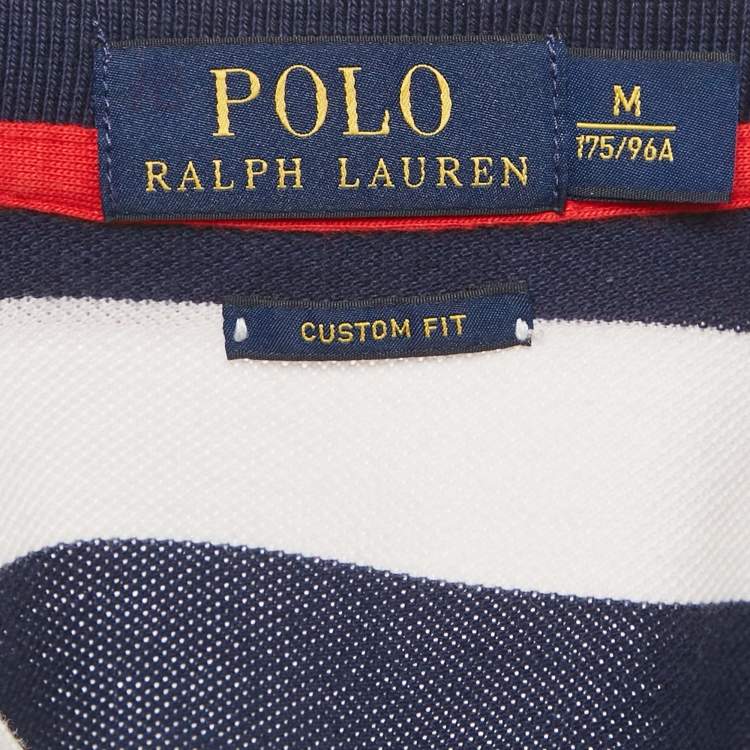 POLO
RALPH LAUREN
M
175/96A
CUSTOM FIT